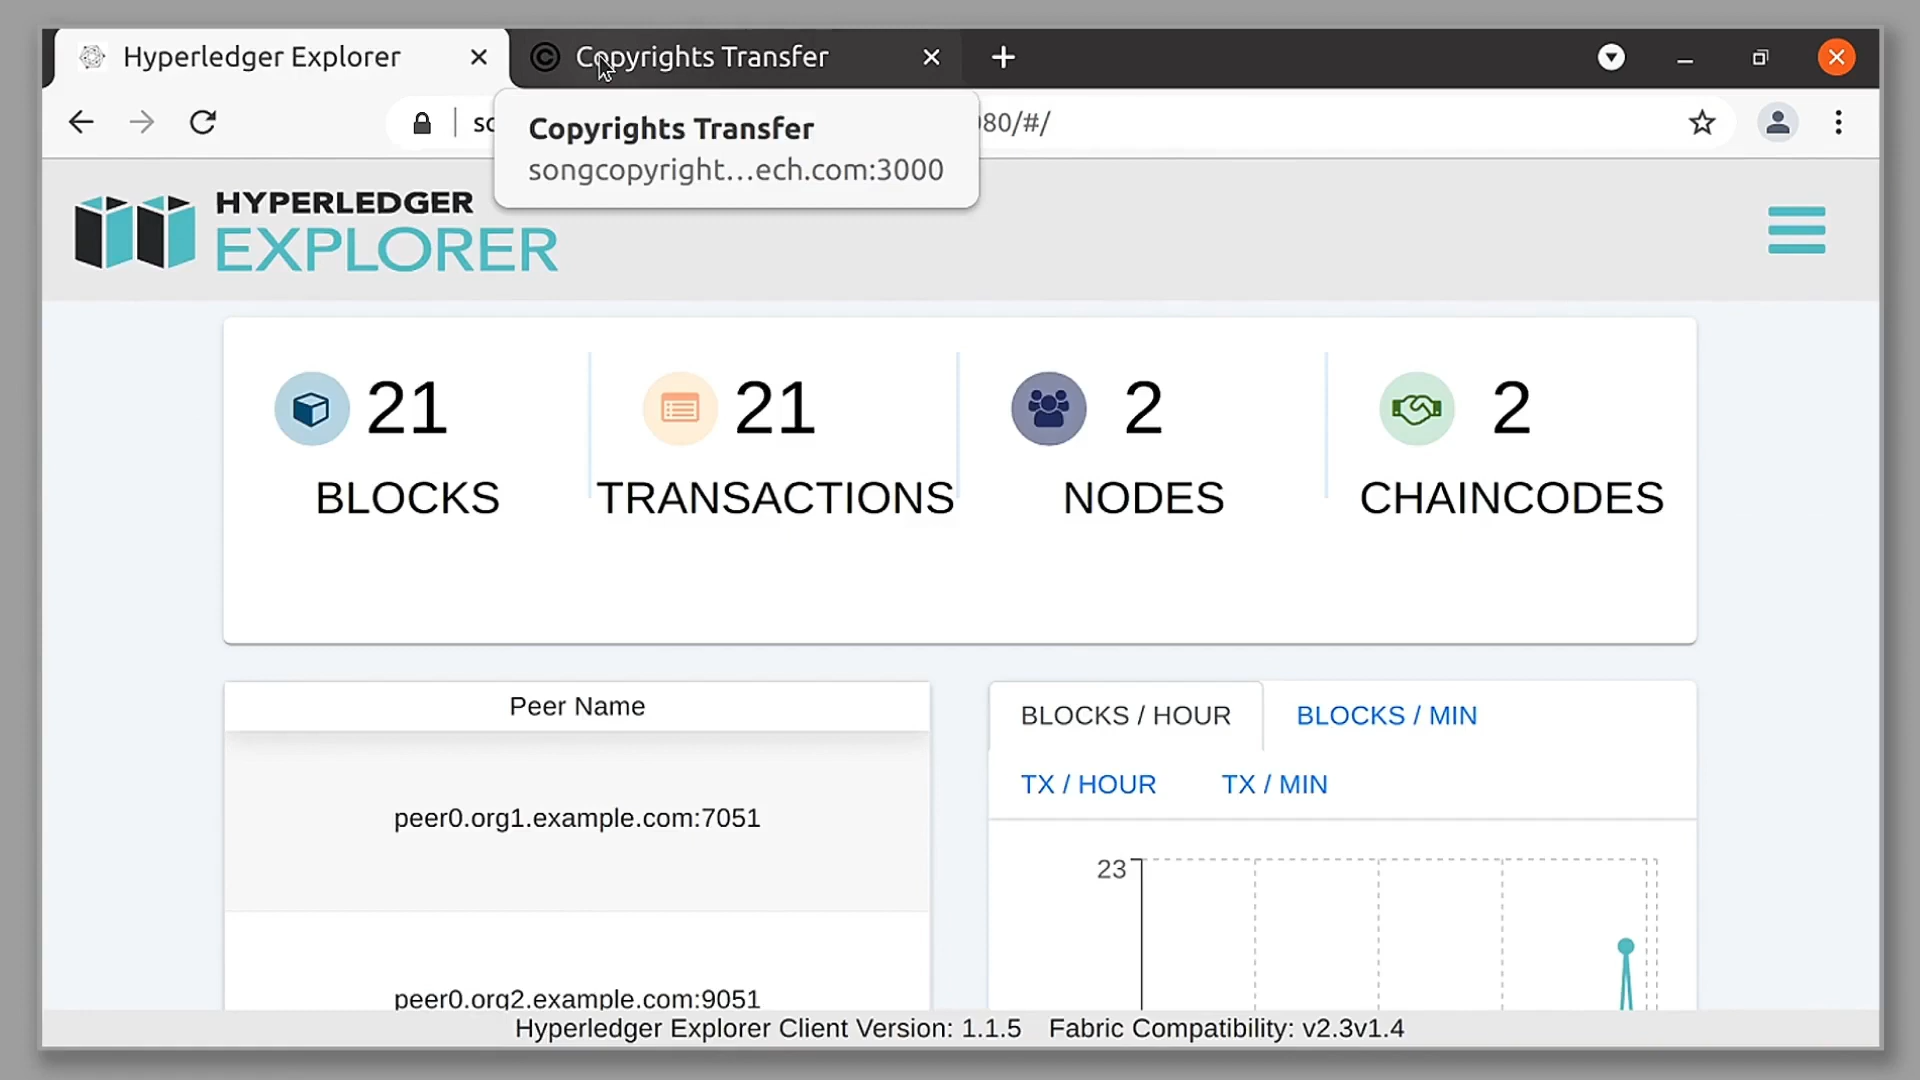 Hyperledger Explorer
Copyrights Transfer
Copyrights Transfer
songcopyright...ech.com:3000
80/#/
HYPERLEDGER
EXPLORER
21
BLOCKS
21
TRANSACTIONS
2
NODES
2
CHAINCODES
Peer Name
peer0.org1.example.com:7051
peer0.org2.example.com:9051
BLOCKS / HOUR
BLOCKS / MIN
TX / HOUR
TX / MIN
23
Hyperledger Explorer Client Version: 1.1.5 Fabric Compatibility: v2.3v1.4